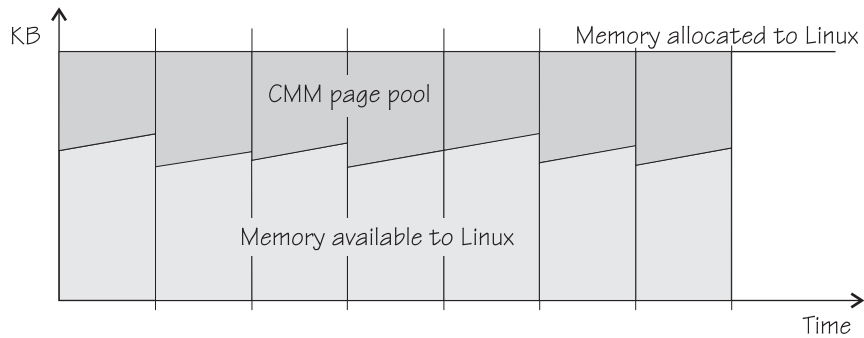 KB
Memory allocated to Linux
CMM page pool
Memory available to Linux
Time